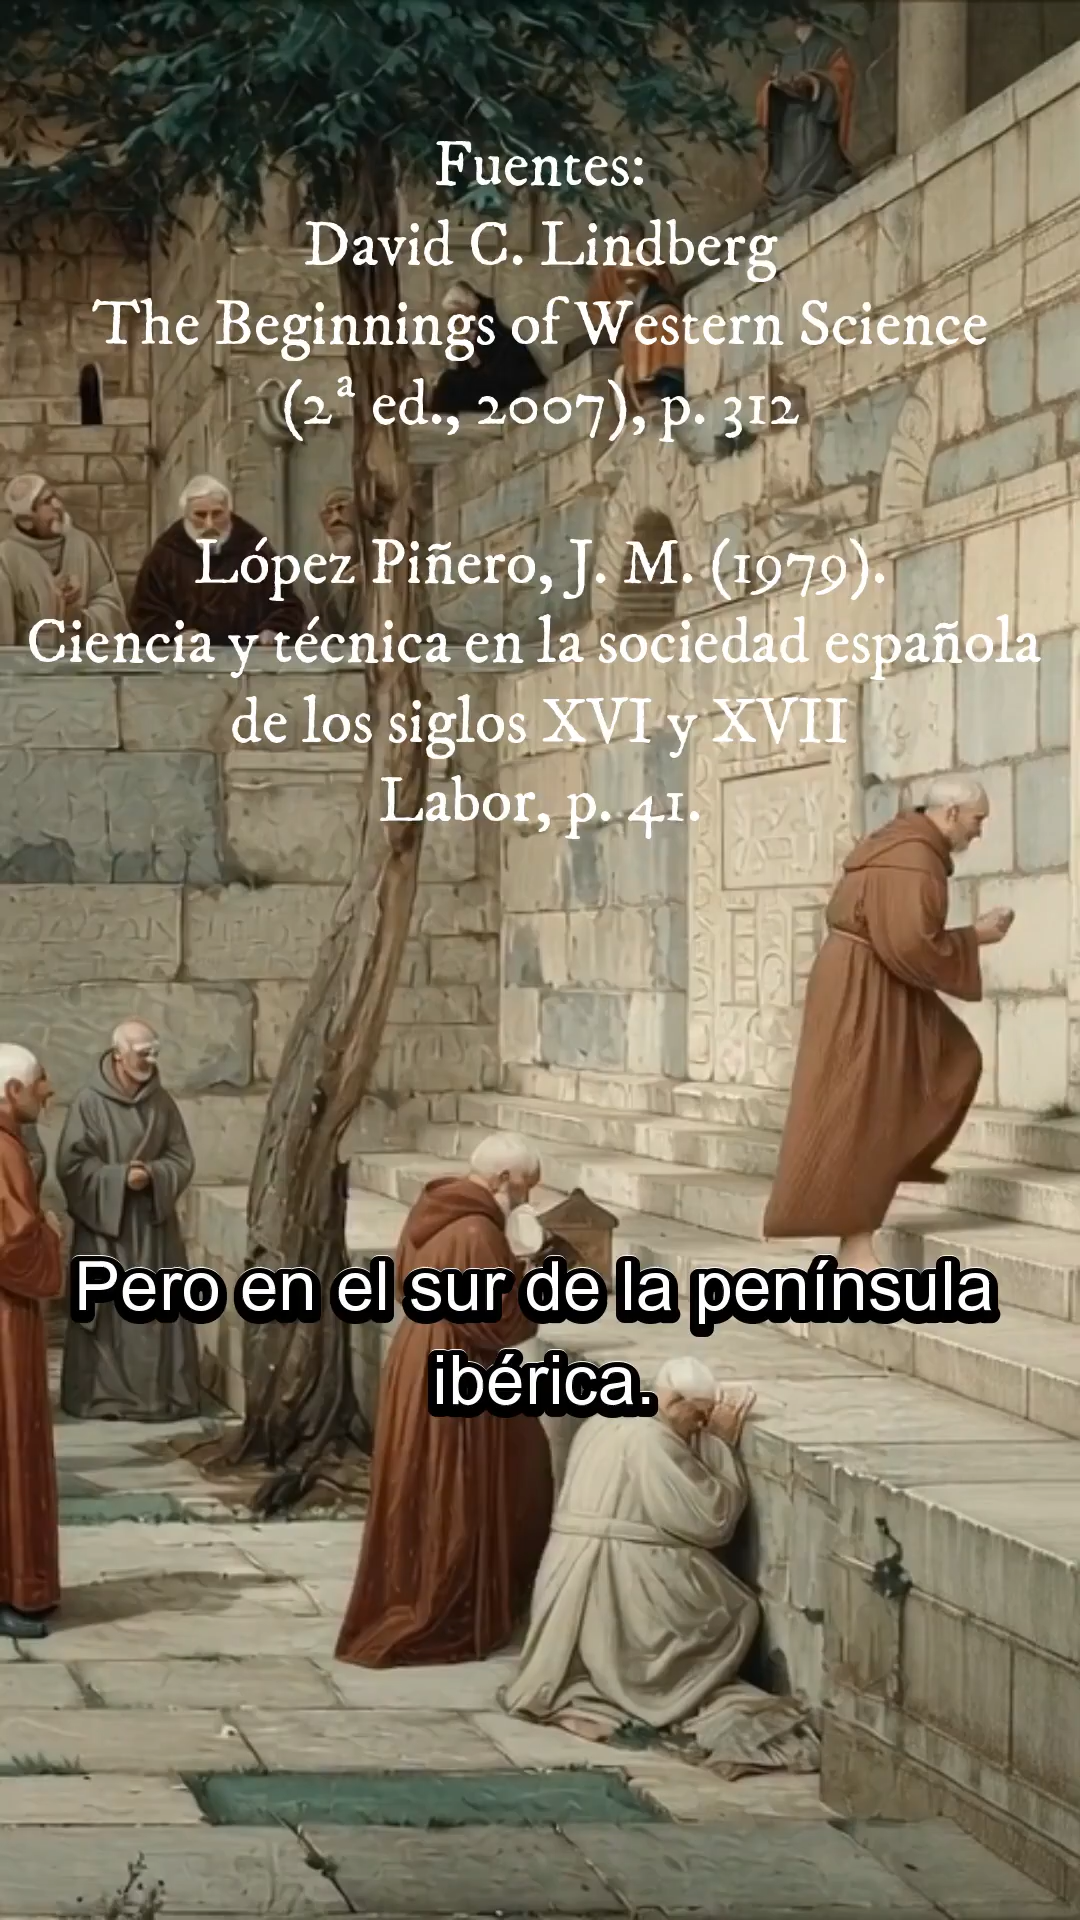 Fuentes:
David C. Lindberg
The Beginnings of Western Science
(2ª ed., 2007), p. 312
López Piñero, J. M. (1979).
Ciencia y técnica en la sociedad española
de los siglos XVI y XVII
Labor, p. 41.
Pero en el sur de la península
ibérica.